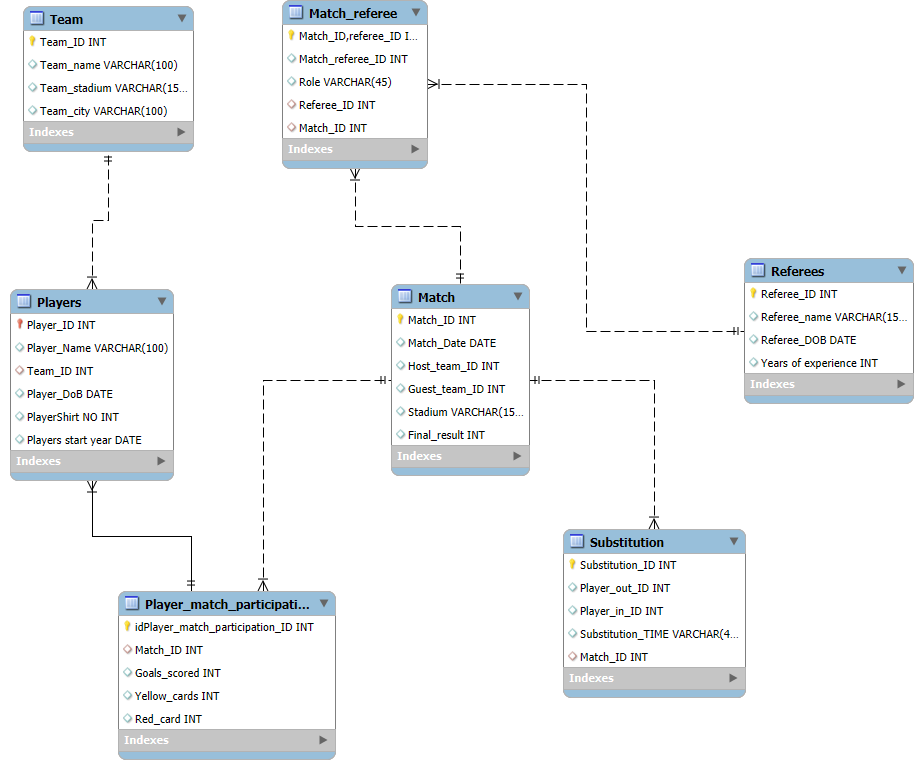 Team
Team_ID INT
Team_name VARCHAR(100)
Team_stadium VARCHAR(15...
Team_city VARCHAR(100)
Indexes
Match_referee
Match_ID,referee_ID I...
Match_referee_ID INT
Role VARCHAR(45)
Referee_ID INT
Match_ID INT
Indexes
Referees
Referee_ID INT
Referee_name VARCHAR(15...
Referee_DOB DATE
Years of experience INT
Indexes
Players
Player_ID INT
Player_Name VARCHAR(100)
Team_ID INT
Player_DoB DATE
PlayerShirt NO INT
Players start year DATE
Indexes
Match
Match_ID INT
Match_Date DATE
Host_team_ID INT
Guest_team_ID INT
Stadium VARCHAR(15...
Final_result INT
Indexes
Substitution
Substitution_ID INT
Player_out_ID INT
Player_in_ID INT
Substitution_TIME VARCHAR(4...
Match_ID INT
Indexes
Player_match_participati...
idPlayer_match_participation_ID INT
Match_ID INT
Goals_scored INT
Yellow_cards INT
Red_card INT
Indexes